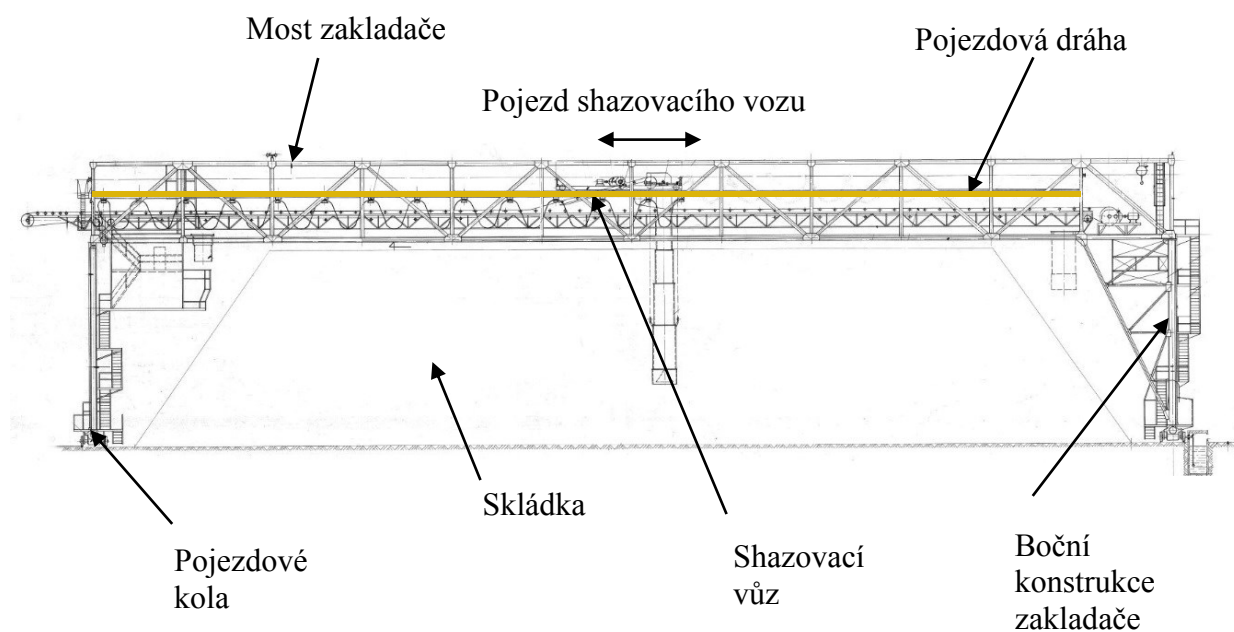 Most zakladače
Pojezdová dráha
Pojezd shazovacího vozu
Skládka
Pojezdové
kola
Shazovací
vůz
Boční
konstrukce
zakladače